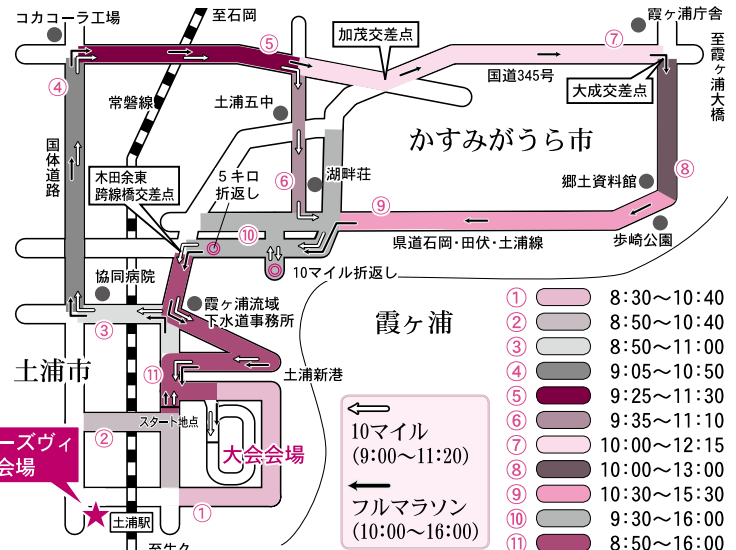 コカコーラ工場
至石岡
⑤
加茂交差点
⑦
霞ヶ浦庁舎
至霞ヶ浦大橋
④
常磐線
土浦五中
国道345号
大成交差点
国体道路
かすみがうら市
木田余東
跨線橋交差点
5キロ
折返し
⑥
湖畔荘
⑧
郷土資料館
⑨
⑩
歩崎公園
県道石岡・田伏・土浦線
10マイル折返し
協同病院
霞ヶ浦流域
下水道事務所
③
霞ヶ浦
土浦市
⑪
土浦新港
スタート地点
②
大会会場
ーズヴィ
会場
①
土浦駅
10マイル
(9:00〜11:20)
フルマラソン
(10:00〜16:00)
① 8:30〜10:40
② 8:50〜10:40
③ 8:50〜11:00
④ 9:05〜10:50
⑤ 9:25〜11:30
⑥ 9:35〜11:10
⑦ 10:00〜12:15
⑧ 10:00〜13:00
⑨ 10:30〜15:30
⑩ 9:30〜16:00
⑪ 8:50〜16:00